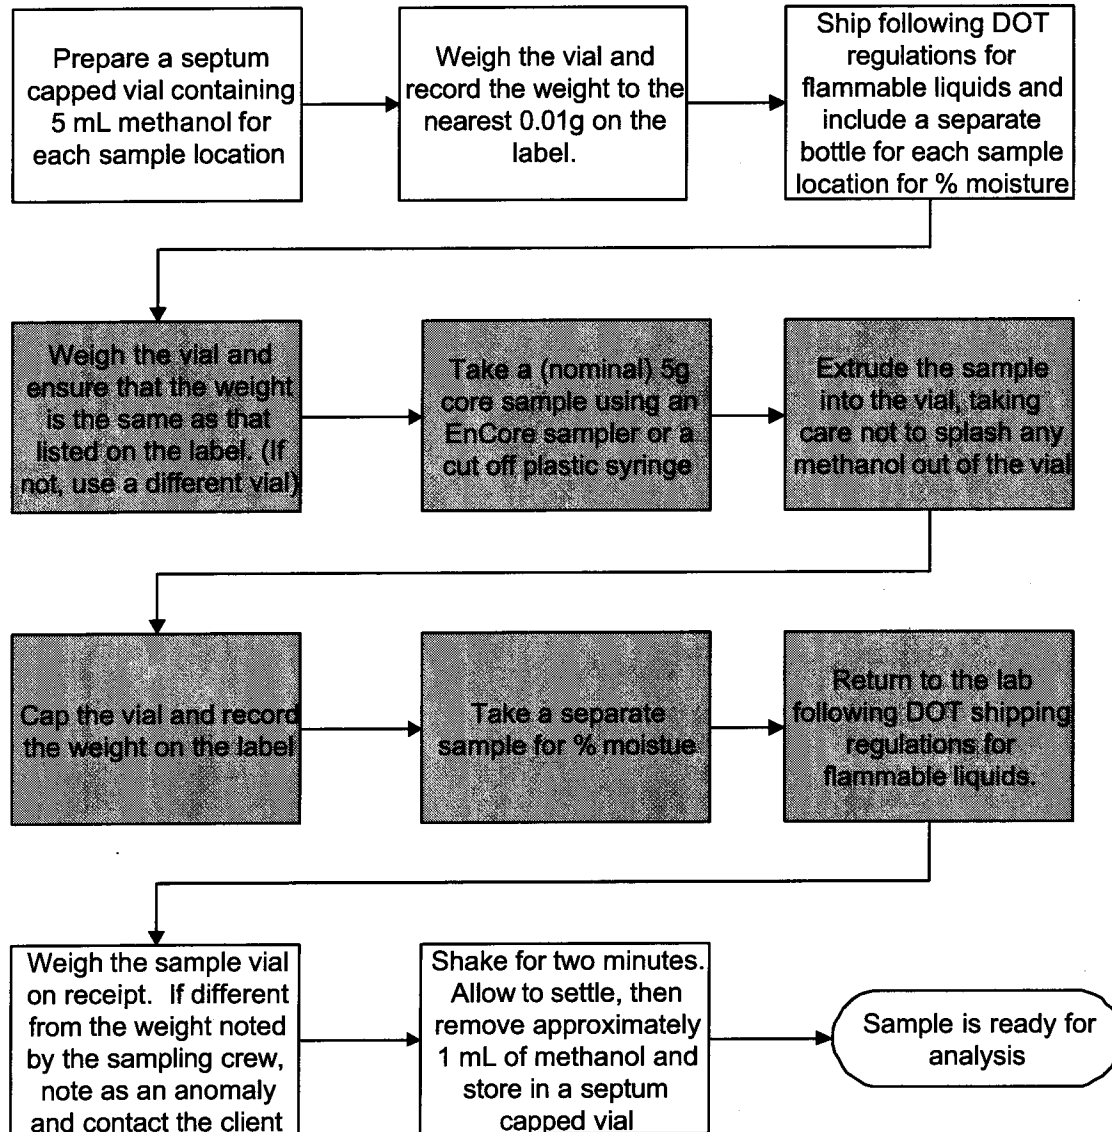 Prepare a septum
capped vial containing
5 mL methanol for
each sample location
Weigh the vial and
record the weight to the
nearest 0.01g on the
label.
Ship following DOT
regulations for
flammable liquids and
include a separate
bottle for each sample
location for % moisture
Weigh the vial and
ensure that the weight
is the same as that
listed on the label. (If
not, use a different vial)
Take a (nominal) 5g
core sample using an
EnCore sampler or a
cut off plastic syringe
Extrude the sample
into the vial, taking
care not to splash any
methanol out of the vial
Cap the vial and record
the weight on the label
Take a separate
sample for % moistue
Return to the lab
following DOT shipping
regulations for
flammable liquids.
Weigh the sample vial
on receipt. If different
from the weight noted
by the sampling crew,
note as an anomaly
and contact the client
Shake for two minutes.
Allow to settle, then
remove approximately
1 mL of methanol and
store in a septum
capped vial
Sample is ready for
analysis